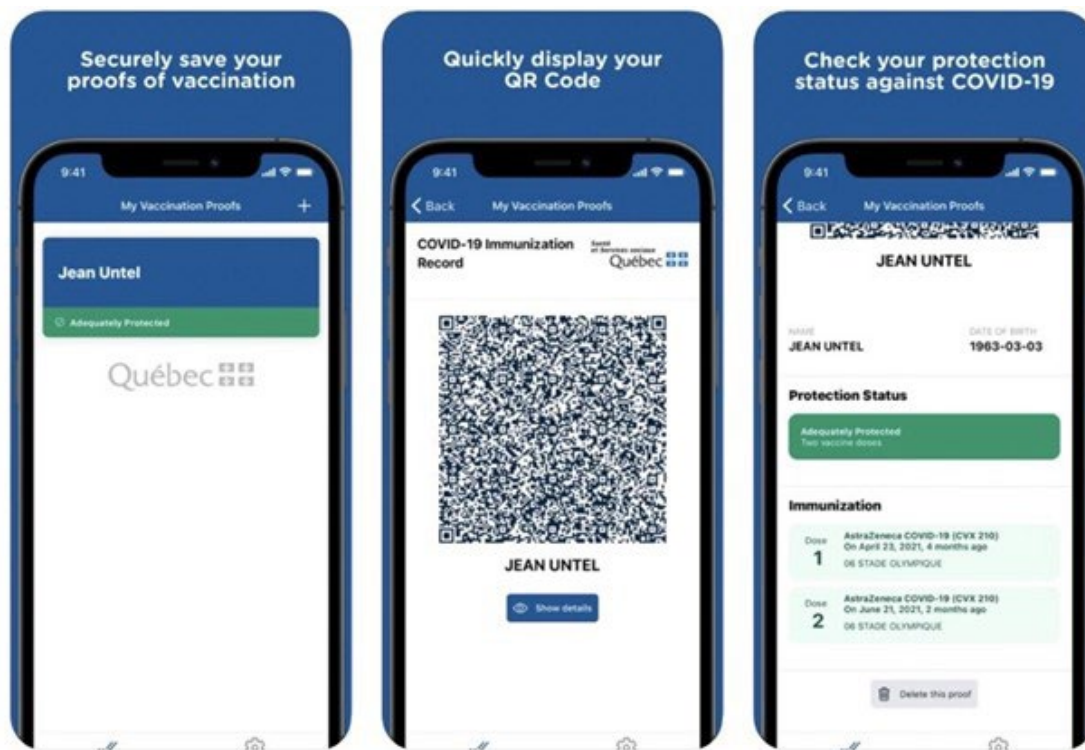 Securely save your
proofs of vaccination
9:41
My Vaccination Proofs +
Jean Untel
Adequately Protected
Québec
Quickly display your
QR Code
9:41
Back My Vaccination Proofs
COVID-19 Immunization
Record
Santé
et Services sociaux
Québec
JEAN UNTEL
Show details
Check your protection
status against COVID-19
9:41
Back My Vaccination Proofs
JEAN UNTEL
NAME DATE OF BIRTH
JEAN UNTEL 1963-03-03
Protection Status
Adequately Protected
Two vaccine doses
Immunization
Dose
1
AstraZeneca COVID-19 (CVX 210)
On April 23, 2021, 4 months ago
06 STADE OLYMPIQUE
Dose
2
AstraZeneca COVID-19 (CVX 210)
On June 21, 2021, 2 months ago
06 STADE OLYMPIQUE
Delete this proof